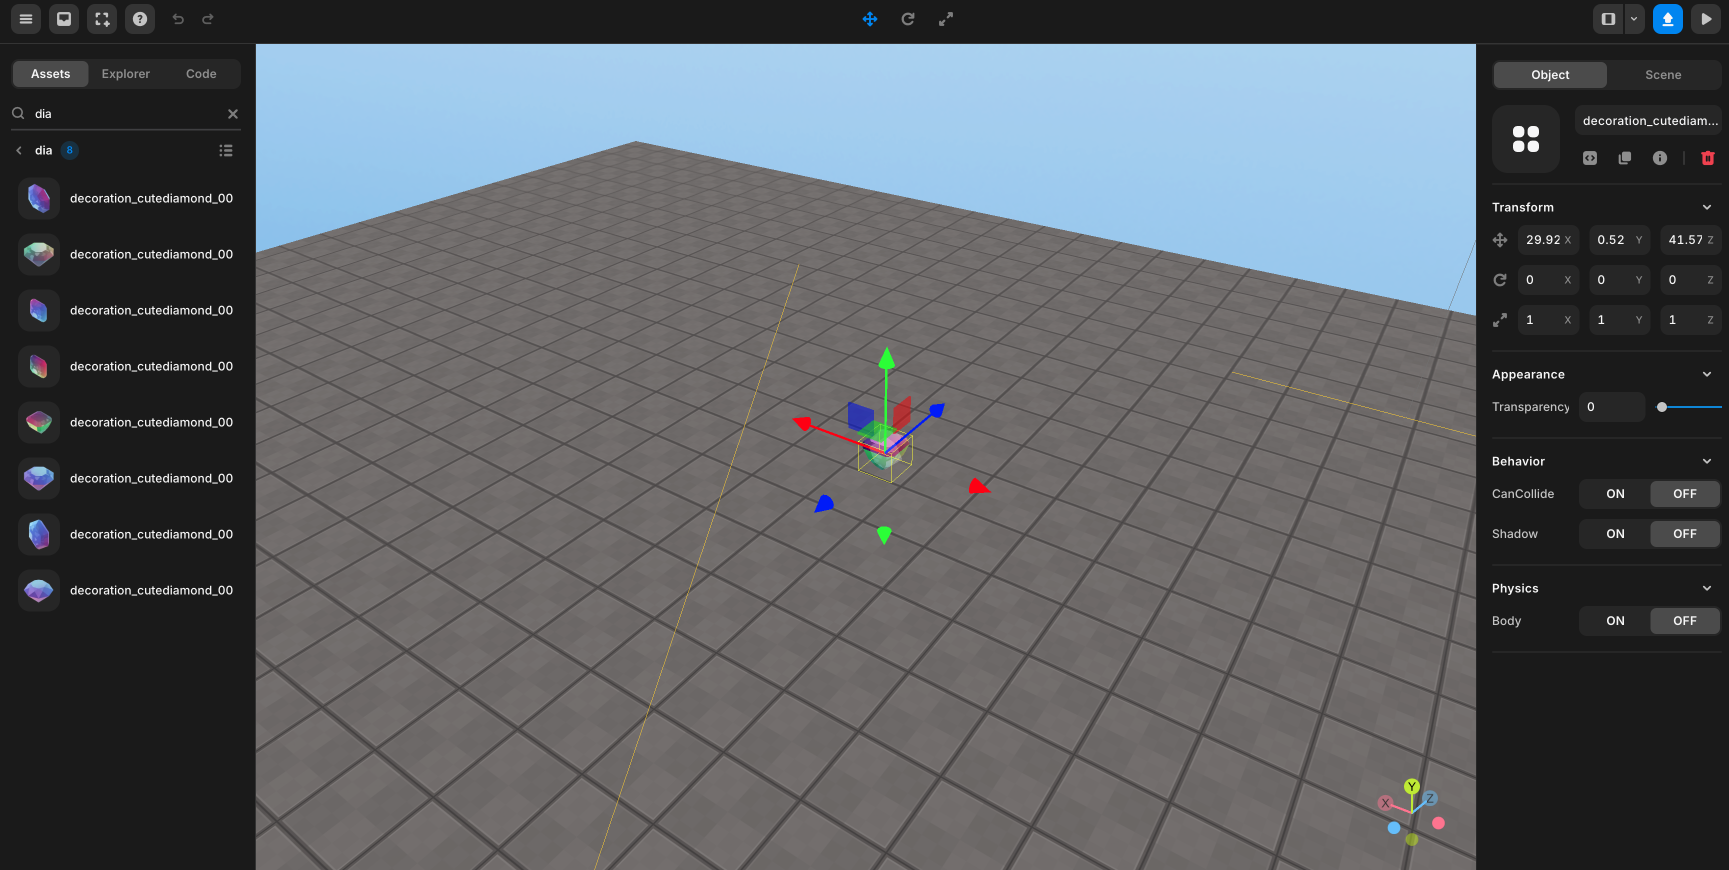 Assets Explorer Code
dia
dia 8
decoration_cutediamond_00
decoration_cutediamond_00
decoration_cutediamond_00
decoration_cutediamond_00
decoration_cutediamond_00
decoration_cutediamond_00
decoration_cutediamond_00
decoration_cutediamond_00
Y
X Z
Object Scene
decoration_cutediam...
Transform
29.92 X 0.52 Y 41.57 Z
0 X 0 Y 0 Z
1 X 1 Y 1 Z
Appearance
Transparency 0
Behavior
CanCollide ON OFF
Shadow ON OFF
Physics
Body ON OFF